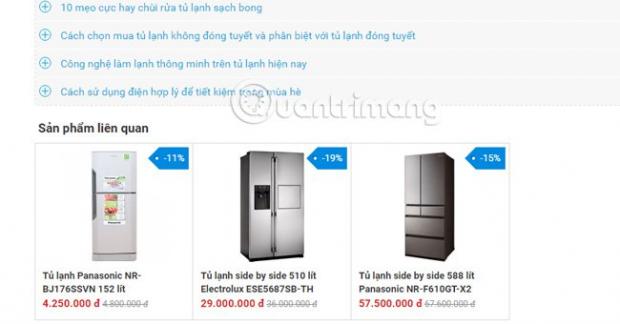 10 mẹo cực hay chùi rửa tủ lạnh sạch bong
Cách chọn mua tủ lạnh không đóng tuyết và phân biệt với tủ lạnh đóng tuyết
Công nghệ làm lạnh thông minh trên tủ lạnh hiện nay
Cách sử dụng điện hợp lý để tiết kiệm trong mùa hè
Quantrimang
Sản phẩm liên quan
-11%
-19%
-15%
Tủ lạnh Panasonic NR-
BJ176SSVN 152 lít
4.250.000 đ 4.800.000 đ
Tủ lạnh side by side 510 lít
Electrolux ESE5687SB-TH
29.000.000 đ 36.000.000 đ
Tủ lạnh side by side 588 lít
Panasonic NR-F610GT-X2
57.500.000 đ 67.600.000 đ